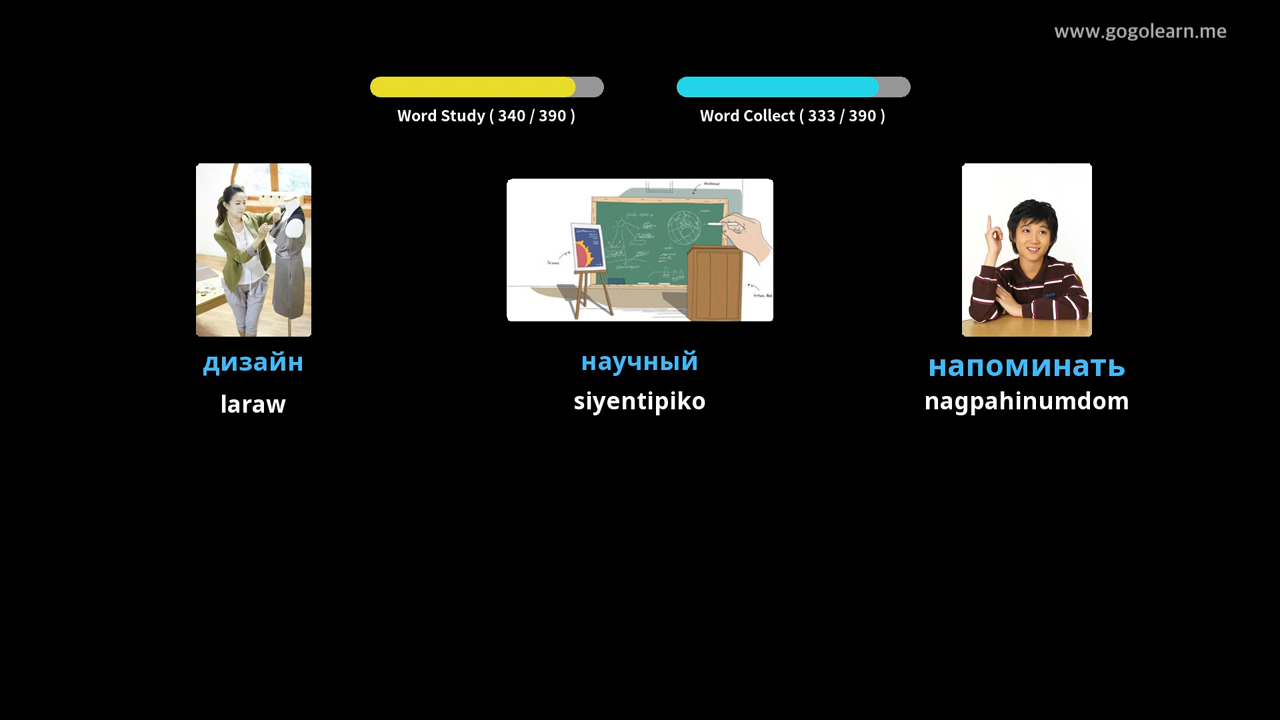 www.gogolearn.me
Word Study ( 340 / 390 )
Word Collect ( 333 / 390 )
дизайн
научный
напоминать
laraw
siyentipiko
nagpahinumdom